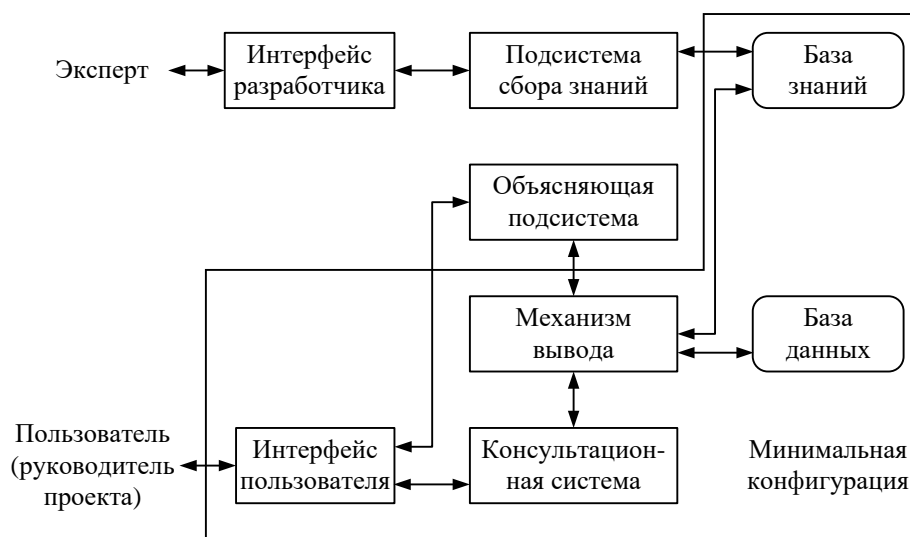 Эксперт
Интерфейс
разработчика
Подсистема
сбора знаний
База
знаний
Объясняющая
подсистема
Механизм
вывода
База
данных
Пользователь
(руководитель
проекта)
Интерфейс
пользователя
Консультацион-
ная система
Минимальная
конфигурация